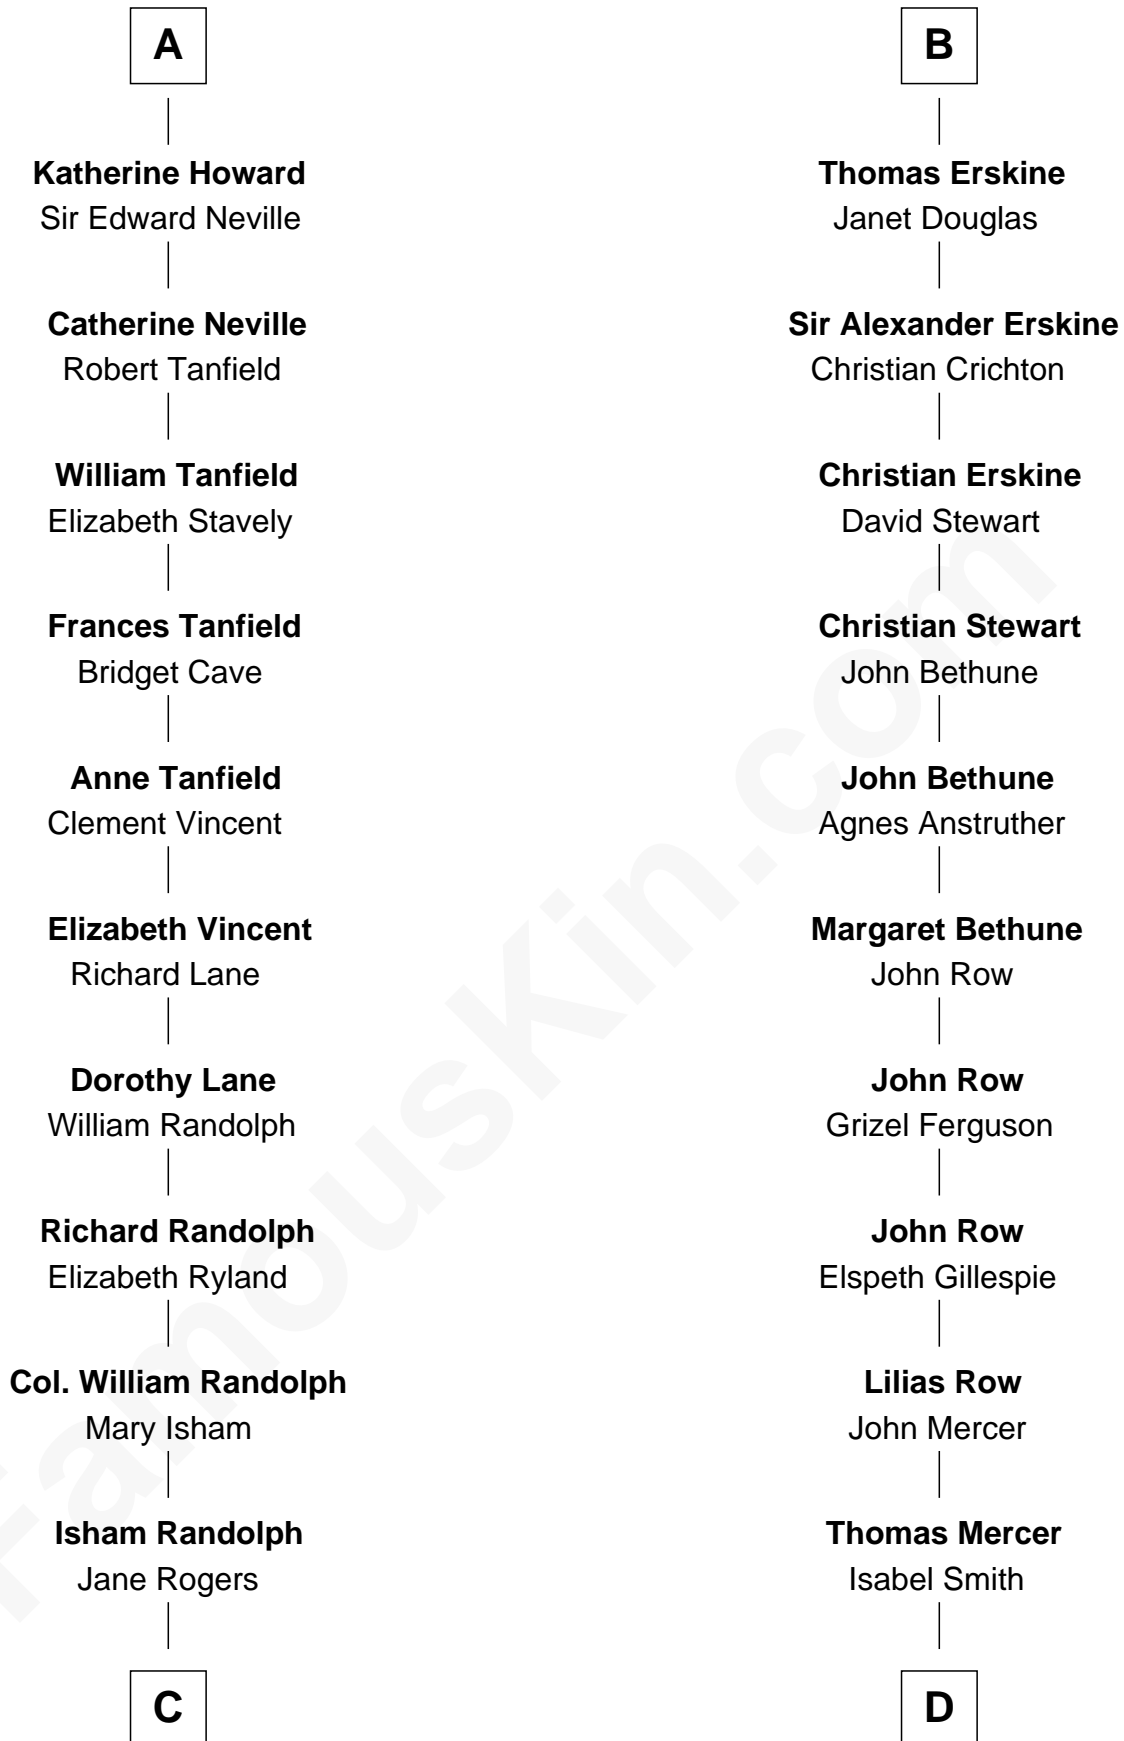 A
Katherine Howard
Sir Edward Neville
Catherine Neville
Robert Tanfield
William Tanfield
Elizabeth Stavely
Frances Tanfield
Bridget Cave
Anne Tanfield
Clement Vincent
Elizabeth Vincent
Richard Lane
Dorothy Lane
William Randolph
Richard Randolph
Elizabeth Ryland
Col. William Randolph
Mary Isham
Isham Randolph
Jane Rogers
C
B
Thomas Erskine
Janet Douglas
Sir Alexander Erskine
Christian Crichton
Christian Erskine
David Stewart
Christian Stewart
John Bethune
John Bethune
Agnes Anstruther
Margaret Bethune
John Row
John Row
Grizel Ferguson
John Row
Elspeth Gillespie
Lilias Row
John Mercer
Thomas Mercer
Isabel Smith
D
FamousKin.com